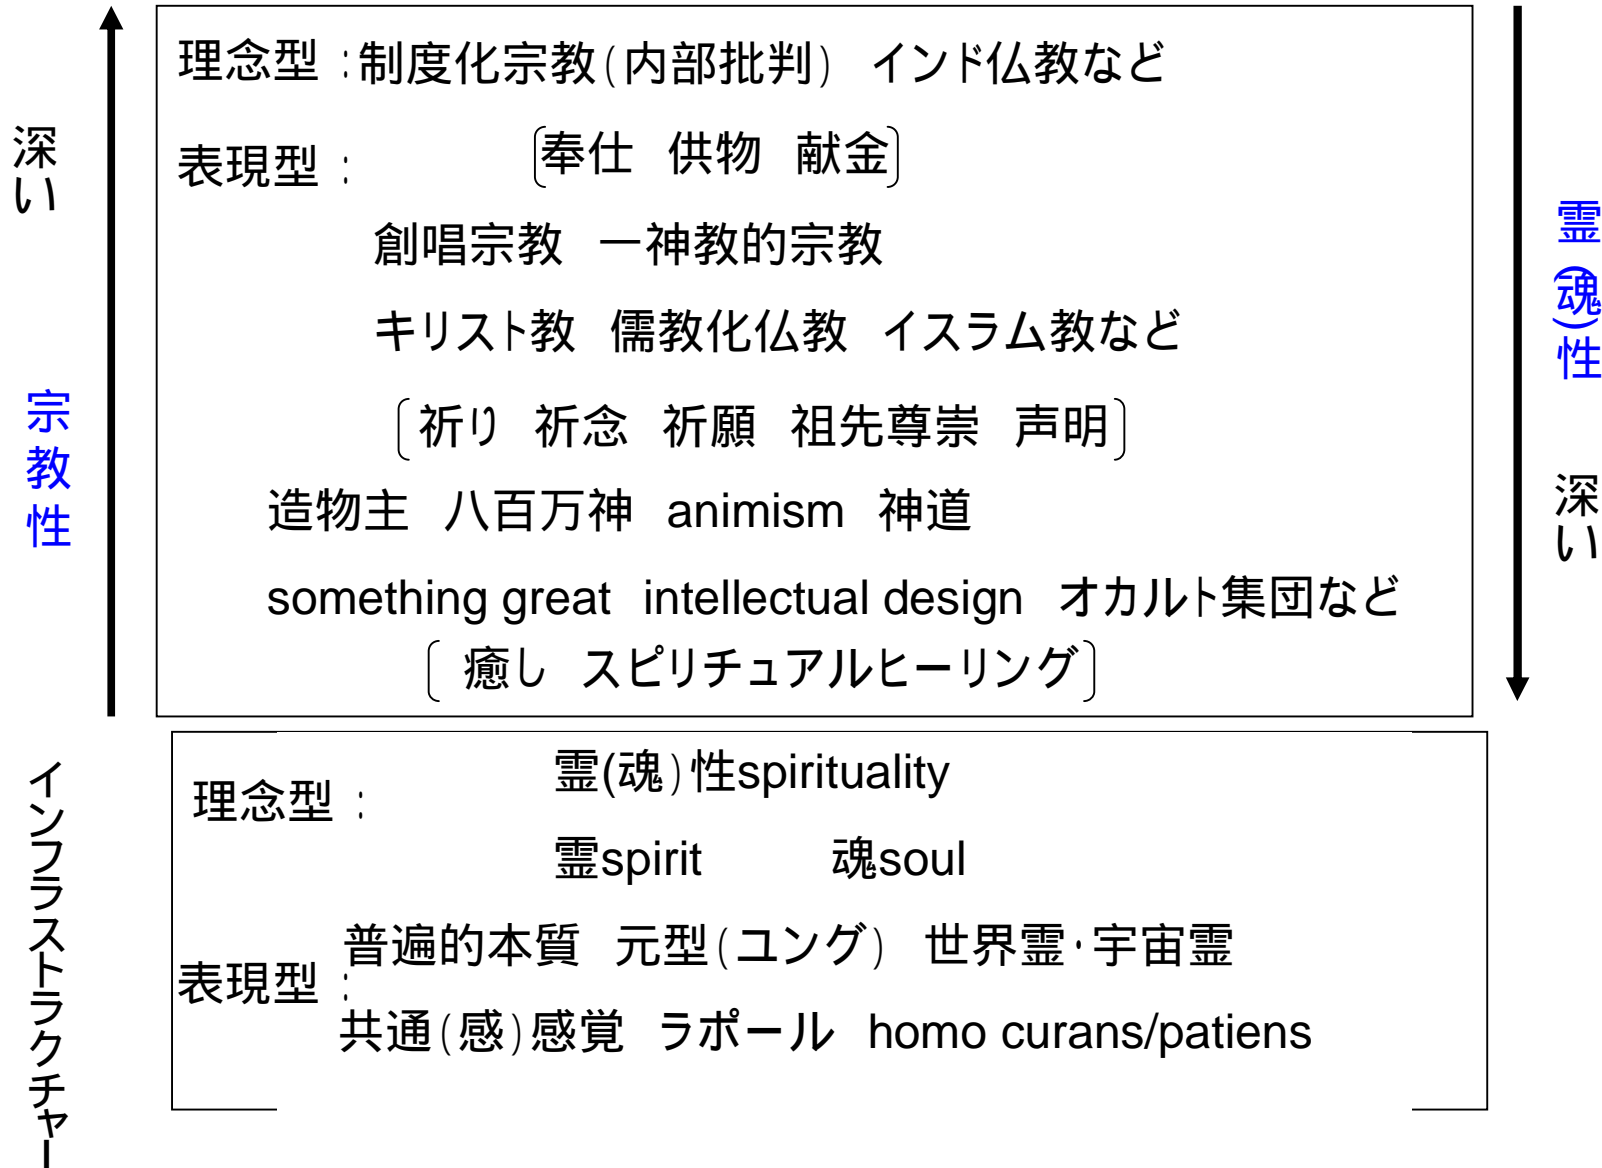 深い
宗教性
理念型：制度化宗教(内部批判)　インド仏教など
表現型：
〔奉仕　供物　献金〕
創唱宗教　一神教的宗教
キリスト教　儒教化仏教　イスラム教など
〔祈り　祈念　祈願　祖先尊崇　声明〕
造物主　八百万神　animism　神道
something great　intellectual design　オカルト集団など
〔癒し　スピリチュアルヒーリング〕
霊(魂)性
深い
インフラストラクチャー
理念型：
霊(魂)性spirituality
霊spirit　魂soul
表現型：
普遍的本質　元型(ユング)　世界霊・宇宙霊
共通(感)感覚　ラポール　homo curans/patiens